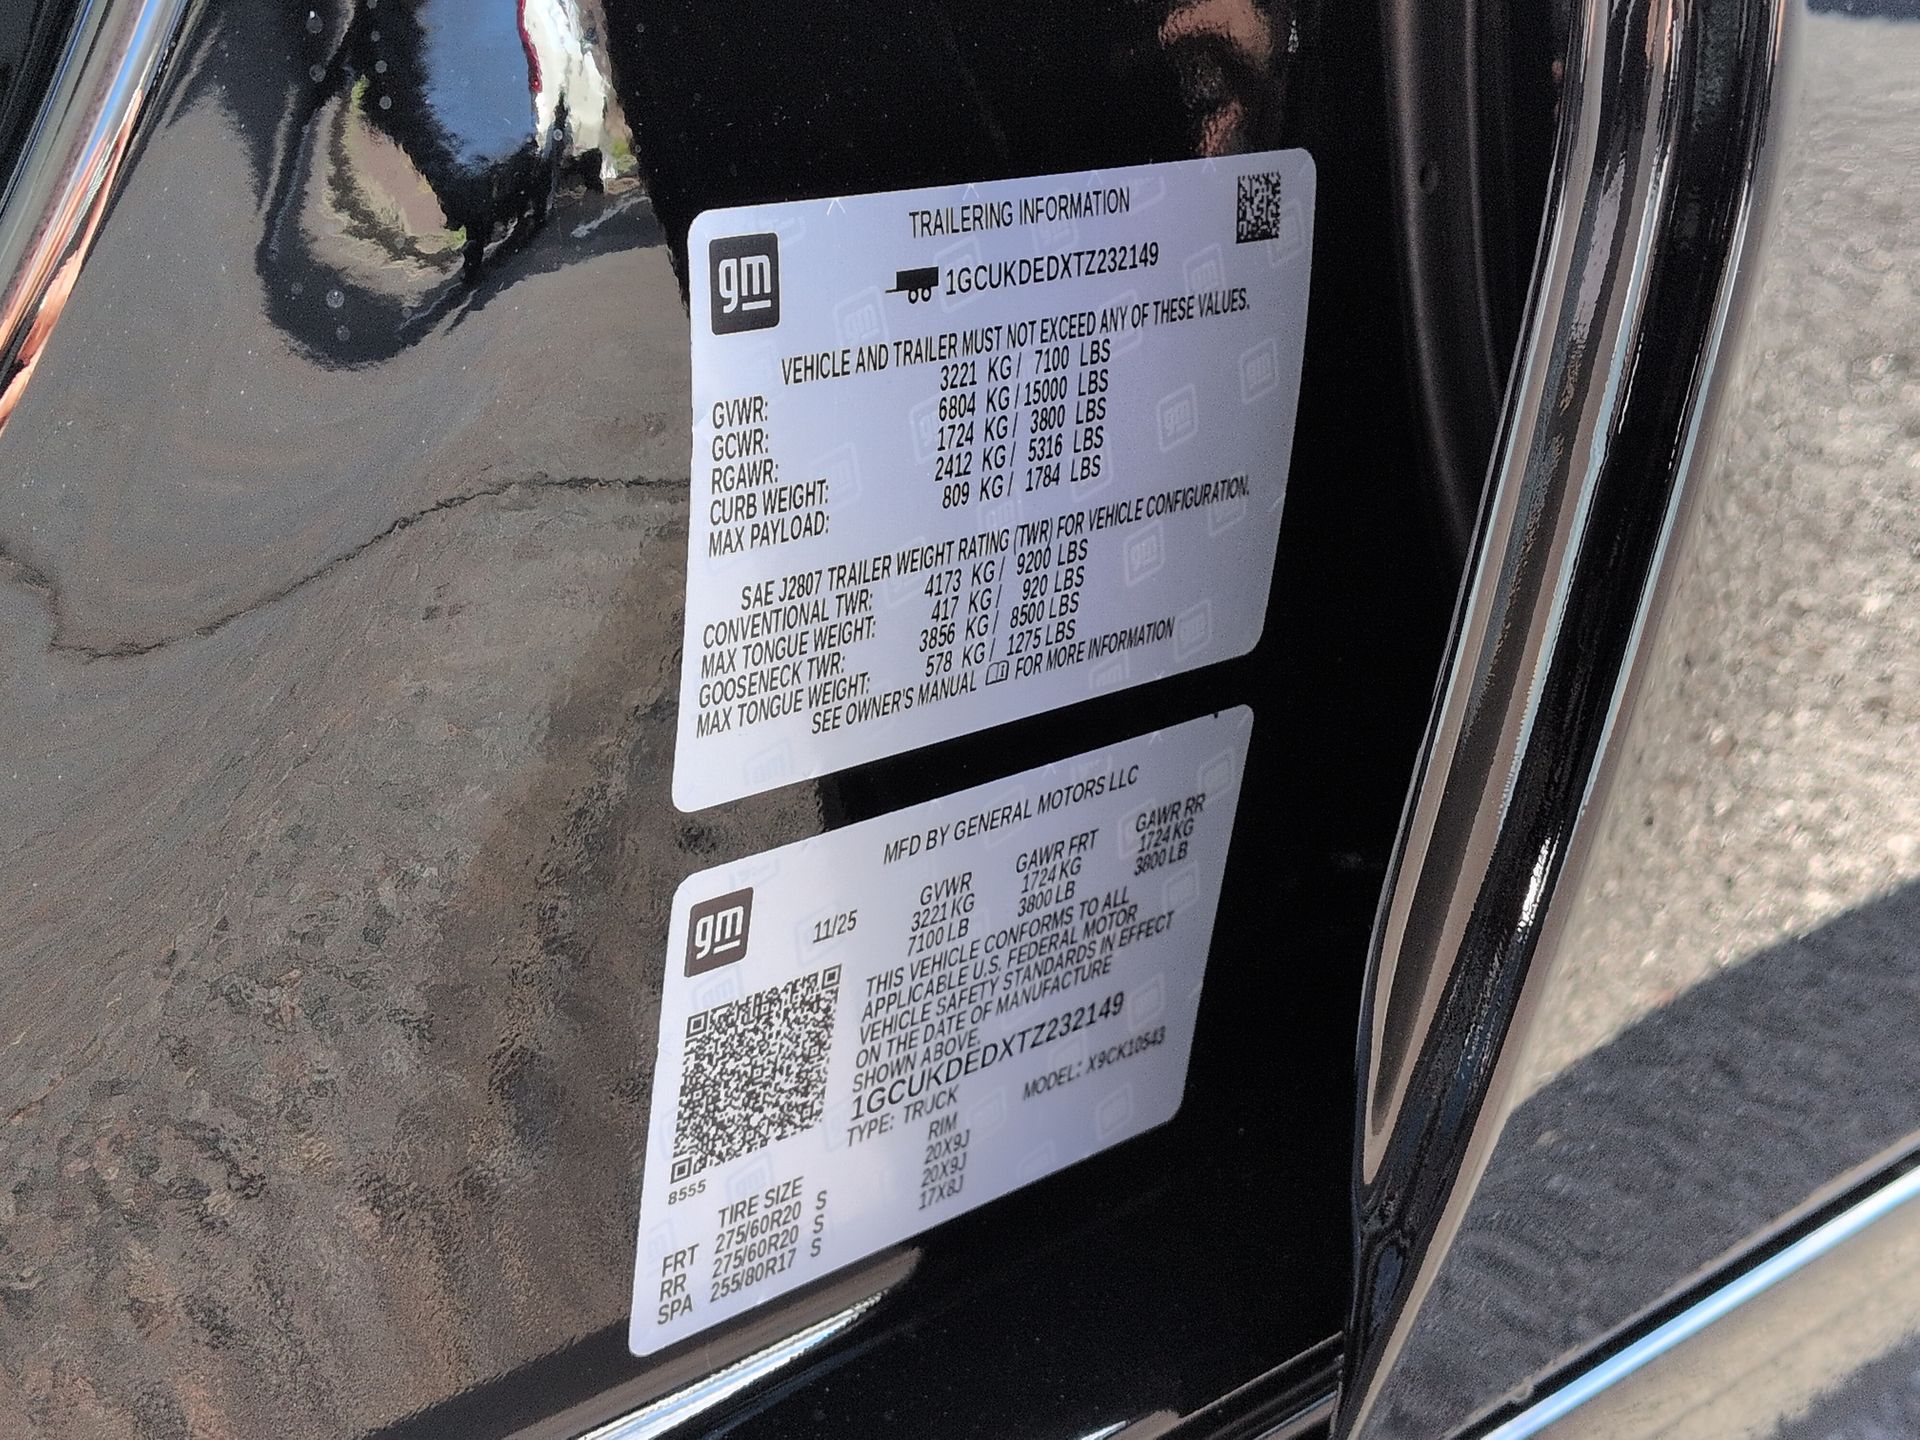 TRAILERING INFORMATION
gm
1GCUKDEDXTZ232149
VEHICLE AND TRAILER MUST NOT EXCEED ANY OF THESE VALUES.
GVWR: 3221 KG/ 7100 LBS
GCWR: 6804 KG/15000 LBS
RGAWR: 1724 KG/ 3800 LBS
CURB WEIGHT: 2412 KG/ 5316 LBS
MAX PAYLOAD: 809 KG/ 1784 LBS
SAE J2807 TRAILER WEIGHT RATING (TWR) FOR VEHICLE CONFIGURATION.
CONVENTIONAL TWR: 4173 KG/ 9200 LBS
MAX TONGUE WEIGHT: 417 KG/ 920 LBS
GOOSENECK TWR: 3856 KG/ 8500 LBS
MAX TONGUE WEIGHT: 578 KG/ 1275 LBS
SEE OWNER'S MANUAL FOR MORE INFORMATION
MFD BY GENERAL MOTORS LLC
gm
11/25
GVWR GAWR FRT GAWR RR
3221 KG 1724 KG 1724 KG
7100 LB 3800 LB 3800 LB
THIS VEHICLE CONFORMS TO ALL
APPLICABLE U.S. FEDERAL MOTOR
VEHICLE SAFETY STANDARDS IN EFFECT
ON THE DATE OF MANUFACTURE
SHOWN ABOVE.
1GCUKDEDXTZ232149
TYPE: TRUCK MODEL: X9CK10543
8555
TIRE SIZE RIM
FRT 275/60R20 S 20X9J
RR 275/60R20 S 20X9J
SPA 255/80R17 S 17X8J